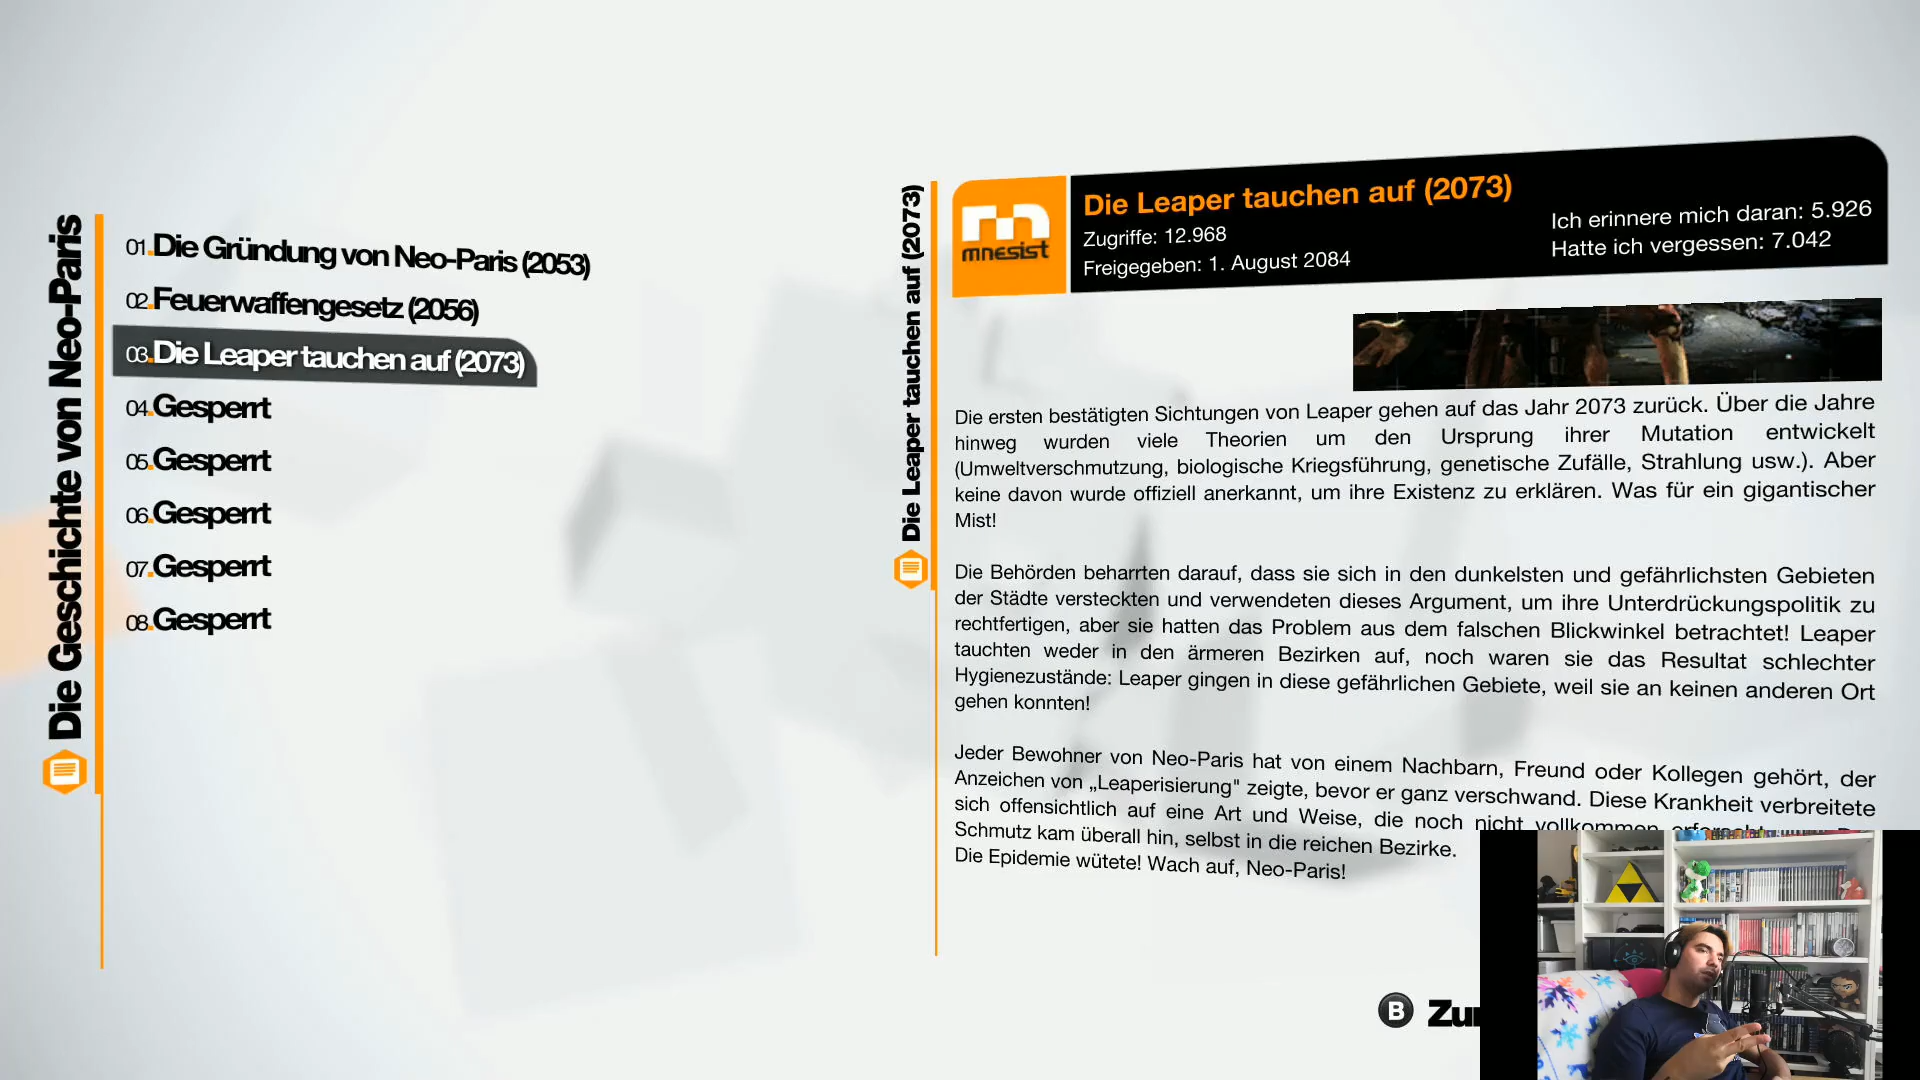 Die Geschichte von Neo-Paris
01.Die Gründung von Neo-Paris (2053)
02.Feuerwaffengesetz (2056)
03.Die Leaper tauchen auf (2073)
04.Gesperrt
05.Gesperrt
06.Gesperrt
07.Gesperrt
08.Gesperrt
Die Leaper tauchen auf (2073)
mnesist
Die Leaper tauchen auf (2073)
Zugriffe: 12.968
Freigegeben: 1. August 2084
Ich erinnere mich daran: 5.926
Hatte ich vergessen: 7.042
Die ersten bestätigten Sichtungen von Leaper gehen auf das Jahr 2073 zurück. Über die Jahre
hinweg wurden viele Theorien um den Ursprung ihrer Mutation entwickelt
(Umweltverschmutzung, biologische Kriegsführung, genetische Zufälle, Strahlung usw.). Aber
keine davon wurde offiziell anerkannt, um ihre Existenz zu erklären. Was für ein gigantischer
Mist!
Die Behörden beharrten darauf, dass sie sich in den dunkelsten und gefährlichsten Gebieten
der Städte versteckten und verwendeten dieses Argument, um ihre Unterdrückungspolitik zu
rechtfertigen, aber sie hatten das Problem aus dem falschen Blickwinkel betrachtet! Leaper
tauchten weder in den ärmeren Bezirken auf, noch waren sie das Resultat schlechter
Hygienezustände: Leaper gingen in diese gefährlichen Gebiete, weil sie an keinen anderen Ort
gehen konnten!
Jeder Bewohner von Neo-Paris hat von einem Nachbarn, Freund oder Kollegen gehört, der
Anzeichen von „Leaperisierung" zeigte, bevor er ganz verschwand. Diese Krankheit verbreitete
sich offensichtlich auf eine Art und Weise, die noch nicht vollkommen
Schmutz kam überall hin, selbst in die reichen Bezirke.
Die Epidemie wütete! Wach auf, Neo-Paris!
B